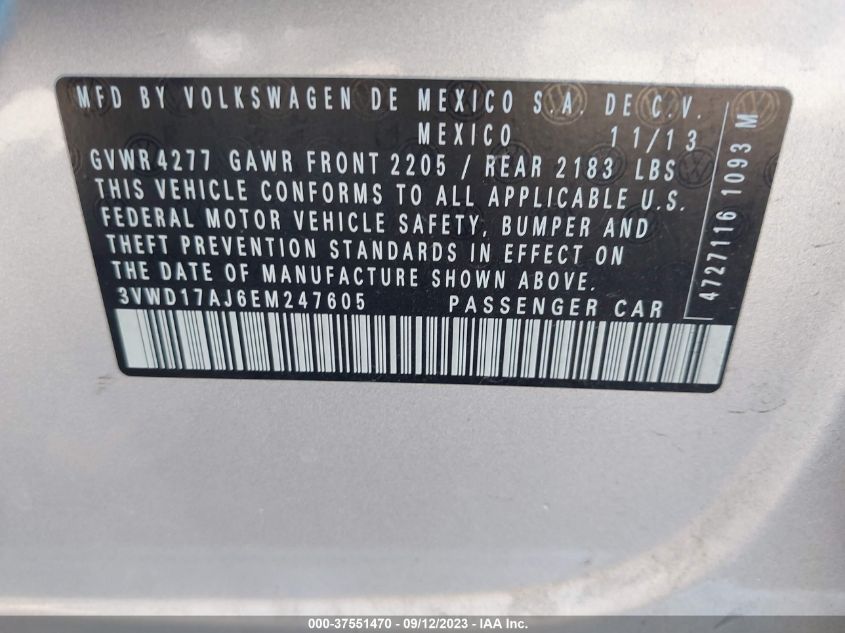 MFD BY VOLKSWAGEN DE MEXICO S.A. DE C.V.
MEXICO 11/13
GVWR 4277 GAWR FRONT 2205 / REAR 2183 LBS
THIS VEHICLE CONFORMS TO ALL APPLICABLE U.S.
FEDERAL MOTOR VEHICLE SAFETY, BUMPER AND
THEFT PREVENTION STANDARDS IN EFFECT ON
THE DATE OF MANUFACTURE SHOWN ABOVE.
3VWD17AJ6EM247605 PASSENGER CAR
4727116 1093 M
000-37551470 - 09/12/2023 - IAA Inc.